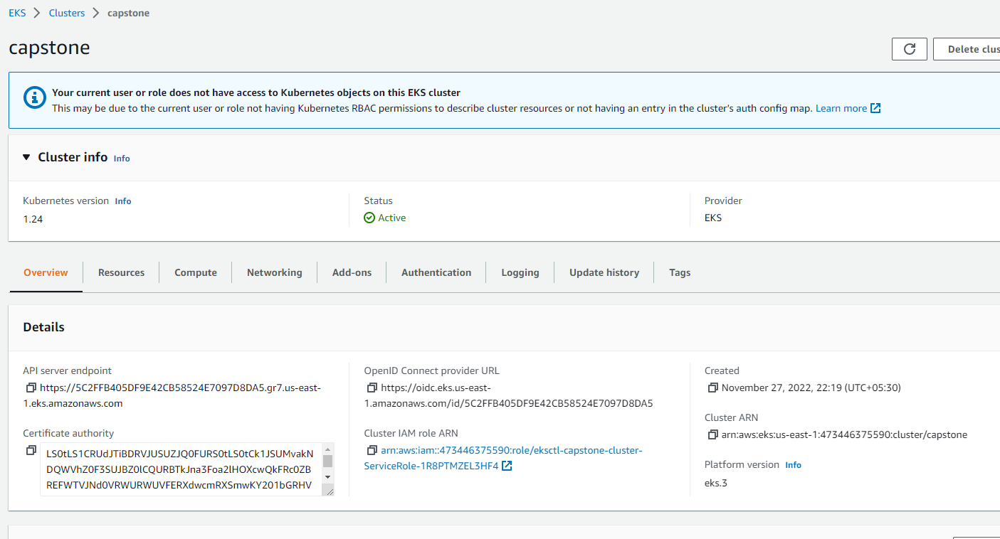 EKS > Clusters > capstone
capstone
Delete clus
Your current user or role does not have access to Kubernetes objects on this EKS cluster
This may be due to the current user or role not having Kubernetes RBAC permissions to describe cluster resources or not having an entry in the cluster's auth config map. Learn more
Cluster info Info
Kubernetes version Info
1.24
Status
Active
Provider
EKS
Overview Resources Compute Networking Add-ons Authentication Logging Update history Tags
Details
API server endpoint
https://5C2FFB405DF9E42CB58524E7097D8DA5.gr7.us-east-
1.eks.amazonaws.com
Certificate authority
LS0tLS1CRUdJTiBDRVJUSUZJQ0FURS0tLS0tCk1JSUMvakN
DQWVhZ0F3SUJBZ0lCQURBTkJna3Foa2lHOXcwQkFRc0ZB
REFWTVJNd0VRWURWUVFERXdwcmRXSmwKY201bGRHV
OpenID Connect provider URL
https://oidc.eks.us-east-
1.amazonaws.com/id/5C2FFB405DF9E42CB58524E7097D8DA5
Cluster IAM role ARN
arn:aws:iam::473446375590:role/eksctl-capstone-cluster-
ServiceRole-1R8PTMZEL3HF4
Created
November 27, 2022, 22:19 (UTC+05:30)
Cluster ARN
arn:aws:eks:us-east-1:473446375590:cluster/capstone
Platform version Info
eks.3